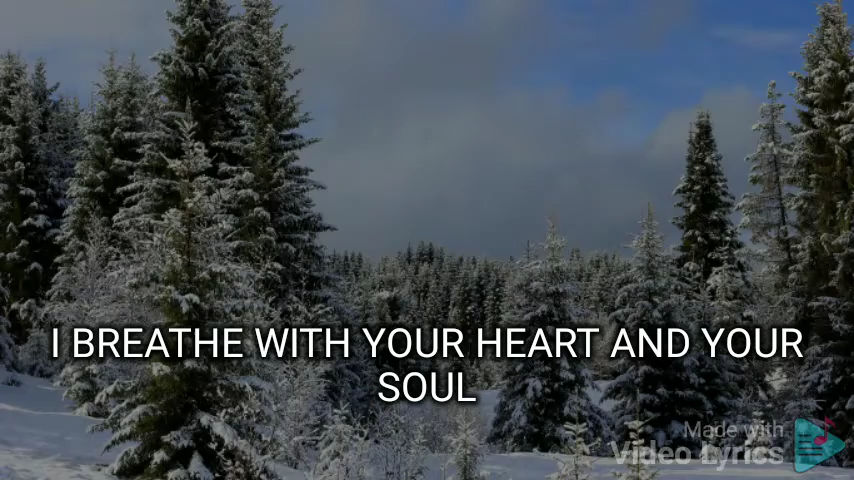 I BREATHE WITH YOUR HEART AND YOUR
SOUL
Made with
Video Lyrics